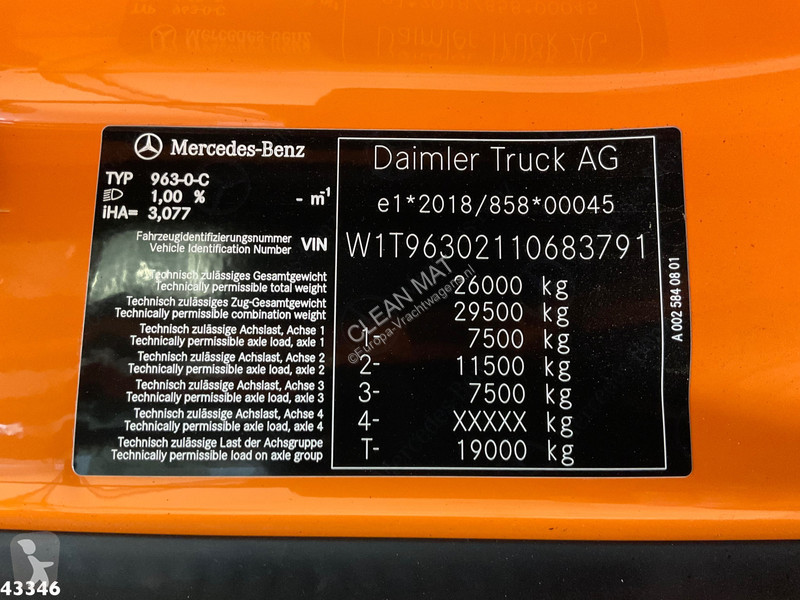 Mercedes-Benz
TYP 963-0-C
1,00 % - m⁻¹
iHA= 3,077
Fahrzeugidentifizierungsnummer
Vehicle Identification Number VIN
Technisch zulässiges Gesamtgewicht
Technically permissible total weight
Technisch zulässiges Zug-Gesamtgewicht
Technically permissible combination weight
Technisch zulässige Achslast, Achse 1
Technically permissible axle load, axle 1
Technisch zulässige Achslast, Achse 2
Technically permissible axle load, axle 2
Technisch zulässige Achslast, Achse 3
Technically permissible axle load, axle 3
Technisch zulässige Achslast, Achse 4
Technically permissible axle load, axle 4
Technisch zulässige Last der Achsgruppe
Technically permissible load on axle group
Daimler Truck AG
e1*2018/858*00045
W1T96302110683791
26000 kg
29500 kg
1- 7500 kg
2- 11500 kg
3- 7500 kg
4- XXXXX kg
T- 19000 kg
A 002 584 08 01
CLEAN MAT
©Europa-Vrachtwagens.nl
43346